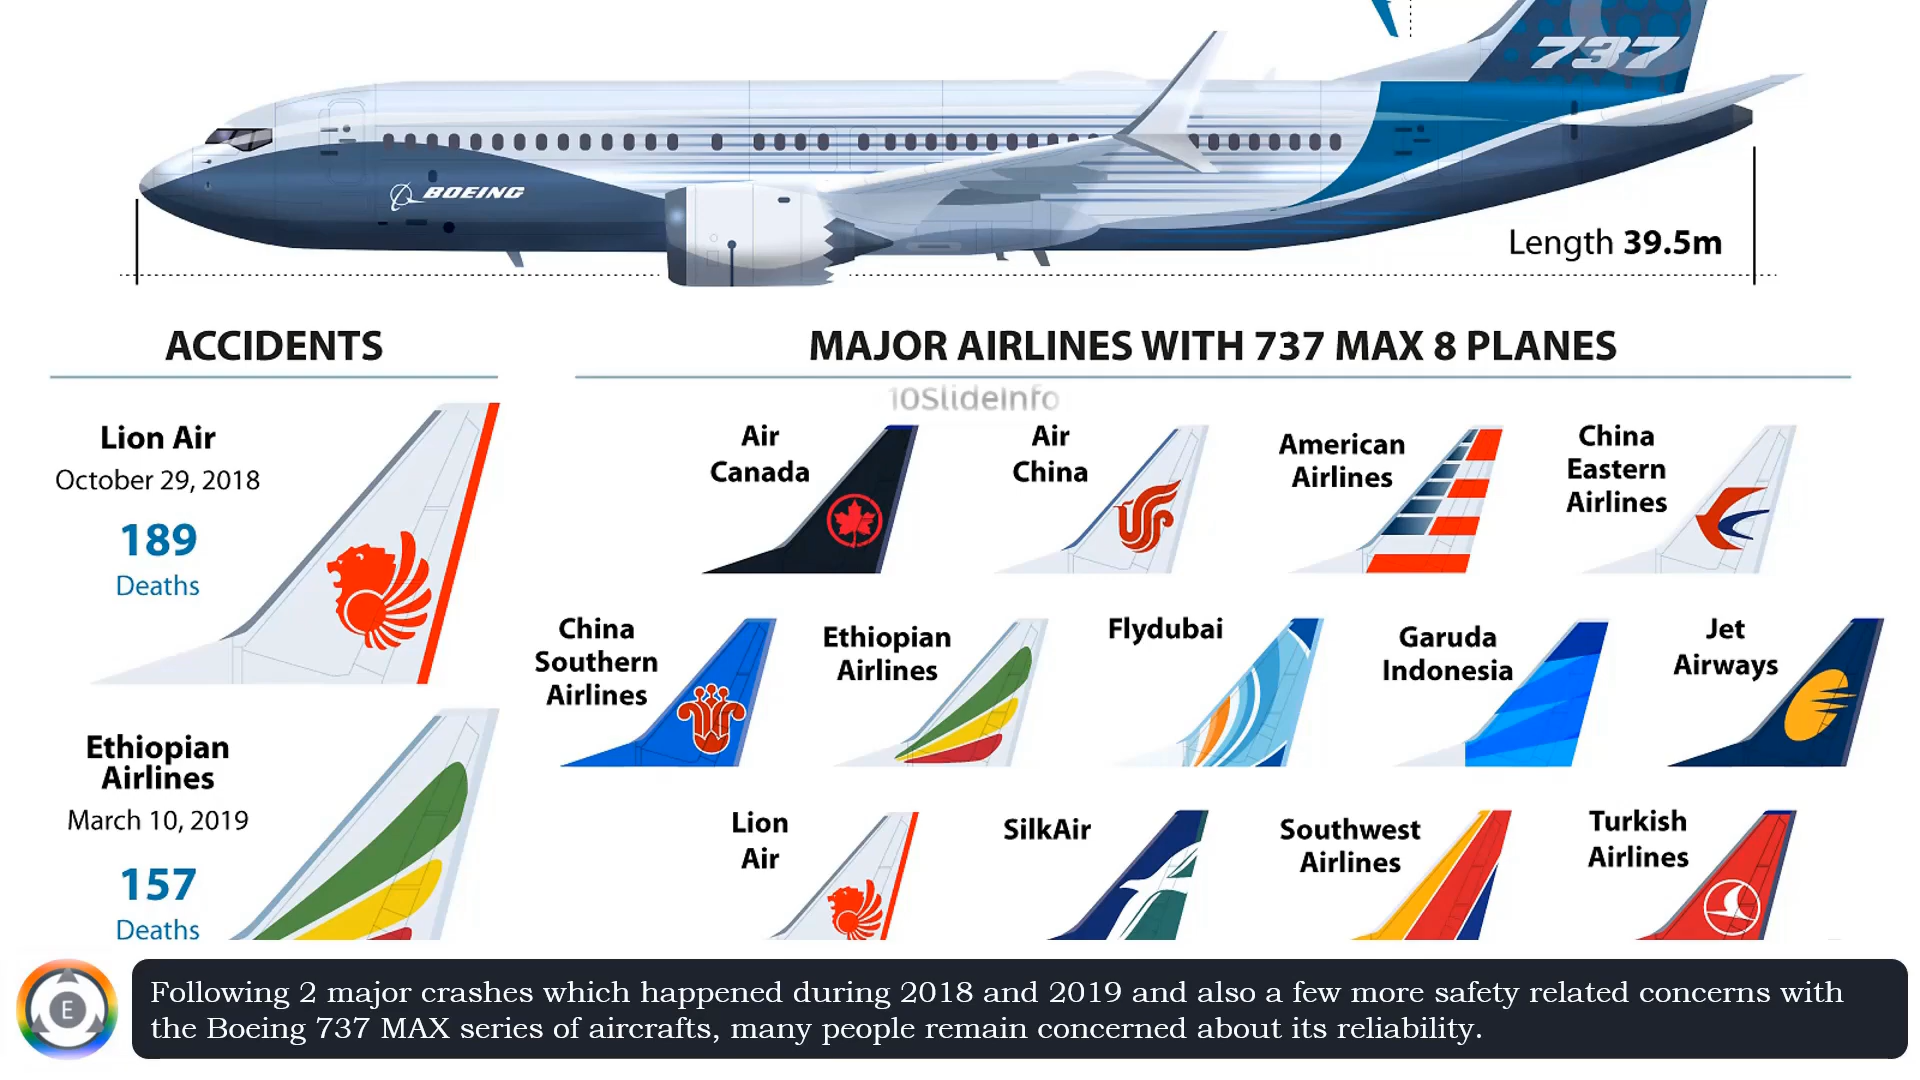 737
BOEING
Length 39.5m
ACCIDENTS
MAJOR AIRLINES WITH 737 MAX 8 PLANES
10SlideInfo
Lion Air
October 29, 2018
189
Deaths
Ethiopian
Airlines
March 10, 2019
157
Deaths
Air
Canada
Air
China
American
Airlines
China
Eastern
Airlines
China
Southern
Airlines
Ethiopian
Airlines
Flydubai
Garuda
Indonesia
Jet
Airways
Lion
Air
SilkAir
Southwest
Airlines
Turkish
Airlines
E
Following 2 major crashes which happened during 2018 and 2019 and also a few more safety related concerns with
the Boeing 737 MAX series of aircrafts, many people remain concerned about its reliability.